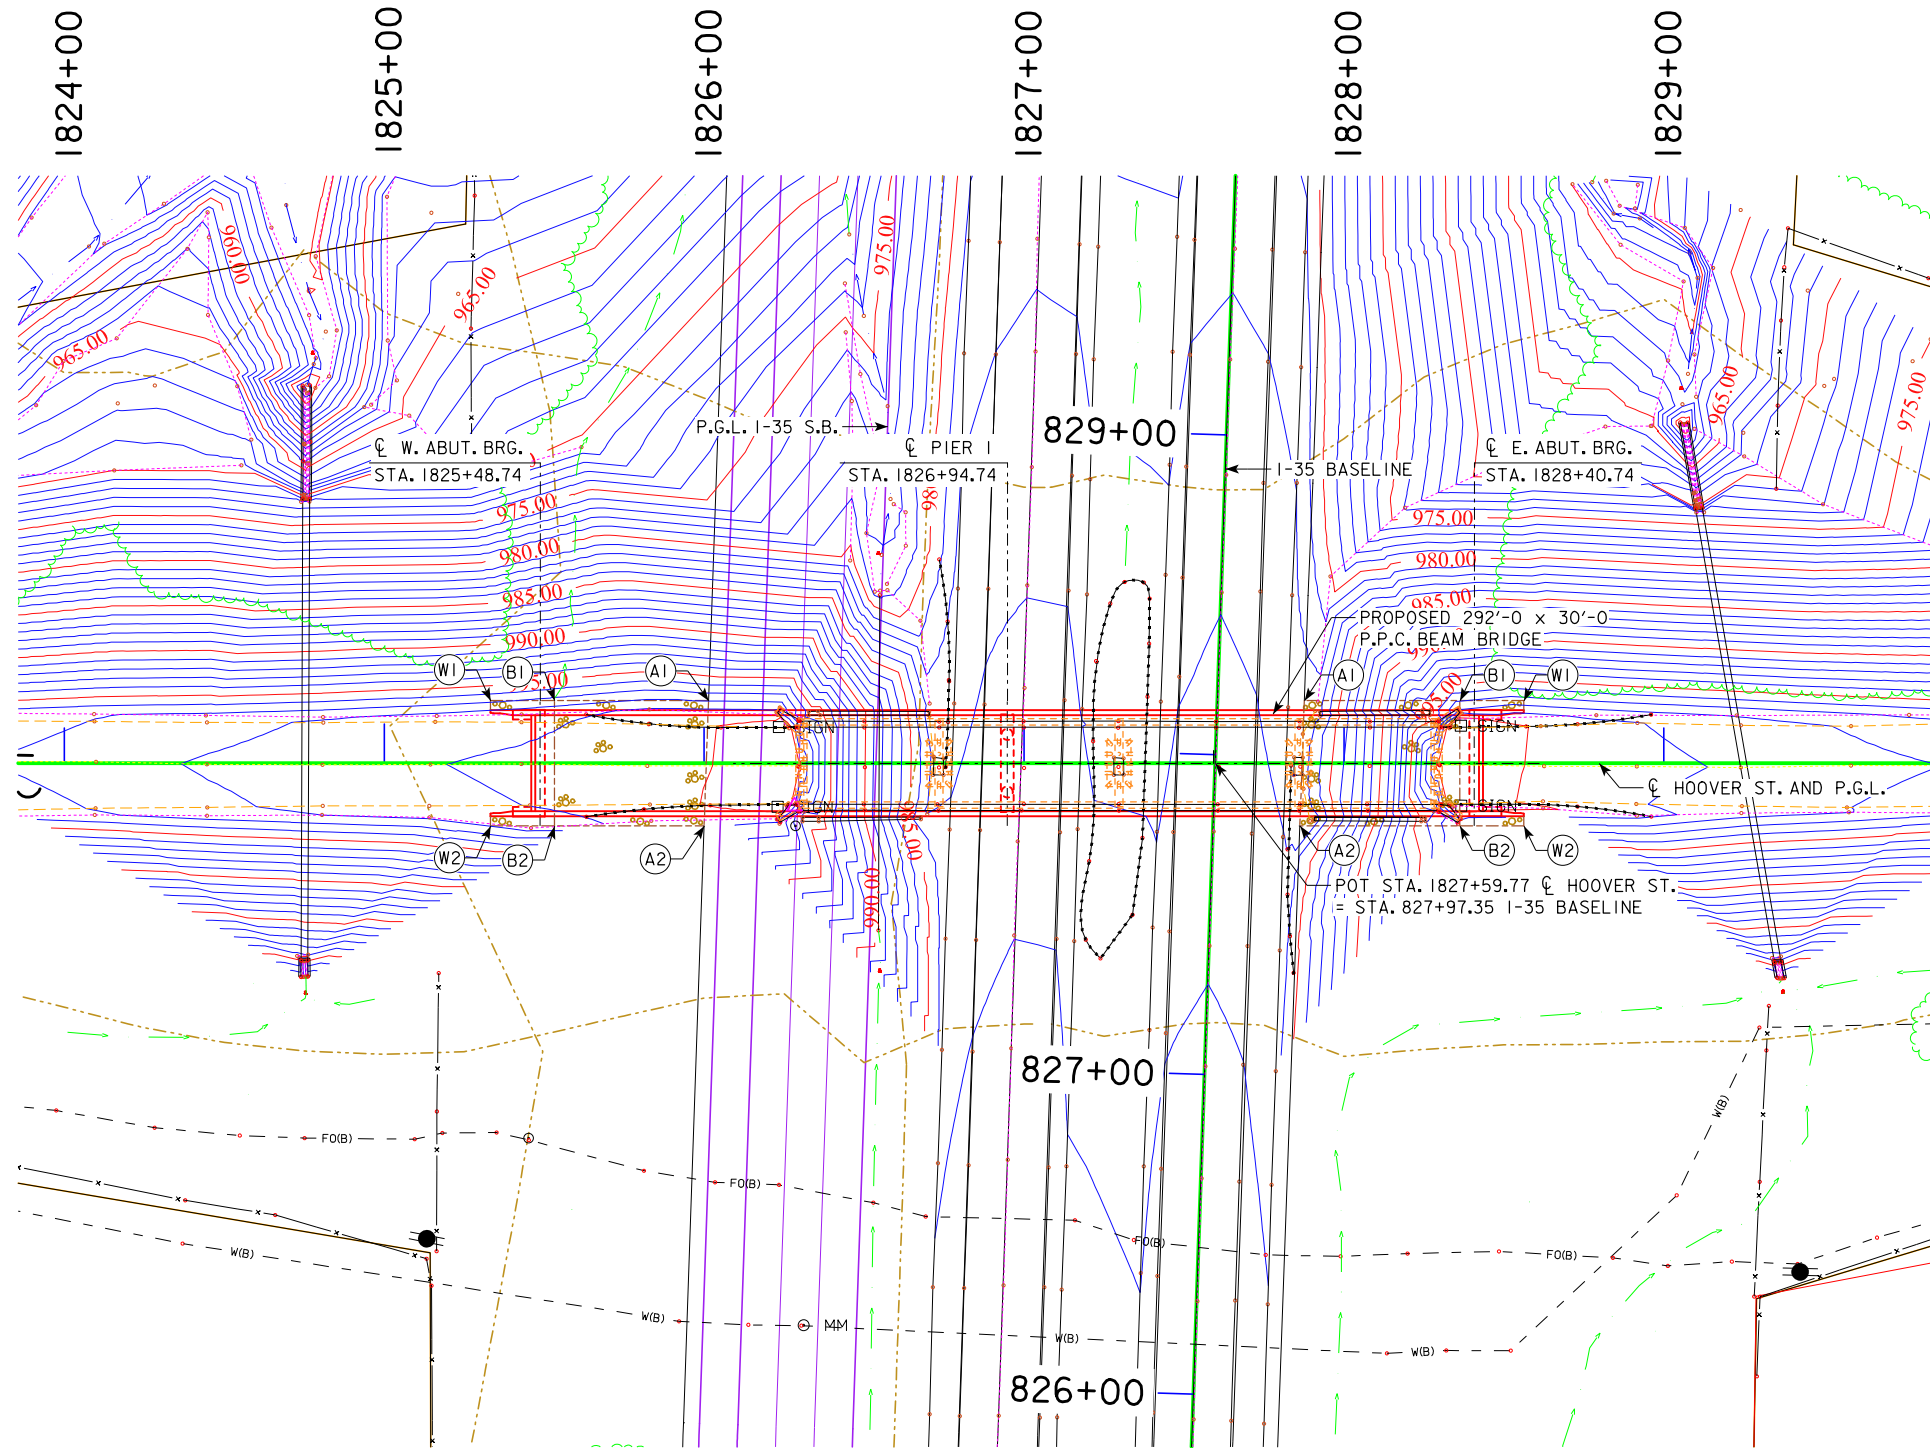 1824+00
1825+00
1826+00
1827+00
1828+00
1829+00
960.00
965.00
975.00
965.00
965.00
975.00
P.G.L. I-35 S.B.
829+00
℄ W. ABUT. BRG.
STA. 1825+48.74
℄ PIER 1
STA. 1826+94.74
I-35 BASELINE
℄ E. ABUT. BRG.
STA. 1828+40.74
975.00
980.00
985.00
990.00
975.00
980.00
985.00
PROPOSED 292'-0 x 30'-0
P.P.C. BEAM BRIDGE
W1
B1
A1
A1
B1
W1
SIGN
℄ HOOVER ST. AND P.G.L.
SIGN
985.00
W2
B2
A2
A2
B2
W2
990.00
POT STA. 1827+59.77 ℄ HOOVER ST.
= STA. 827+97.35 I-35 BASELINE
827+00
W(B)
FO(B)
FO(B)
FO(B)
FO(B)
W(B)
W(B)
MM
W(B)
W(B)
826+00